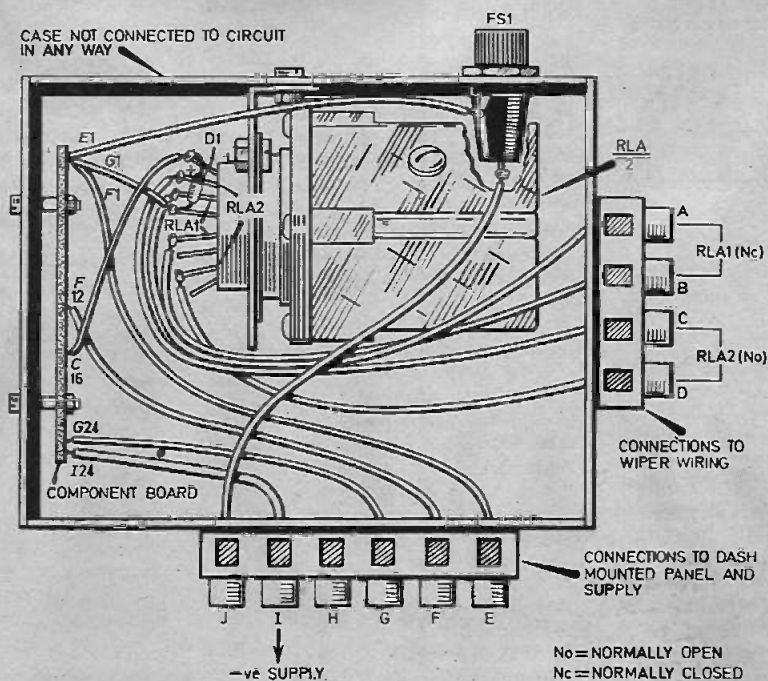 FS1
CASE NOT CONNECTED TO CIRCUIT
IN ANY WAY
E1
G1
D1
F1
RLA
2
RLA2
RLA1
A
RLA1(Nc)
B
F
12
C
RLA2(No)
C
16
D
G24
CONNECTIONS TO
WIPER WIRING
I24
COMPONENT BOARD
CONNECTIONS TO DASH
MOUNTED PANEL AND
SUPPLY
J I H G F E
-ve SUPPLY
No=NORMALLY OPEN
Nc=NORMALLY CLOSED